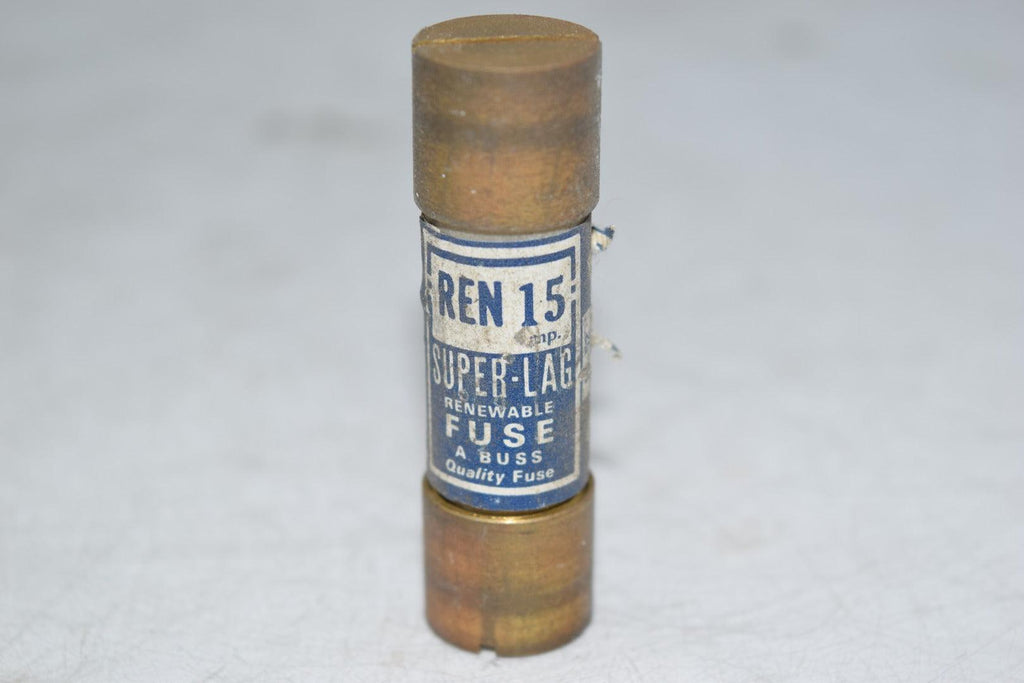 REN 15
SUPER-LAG
RENEWABLE
FUSE
A BUSS
Quality Fuse